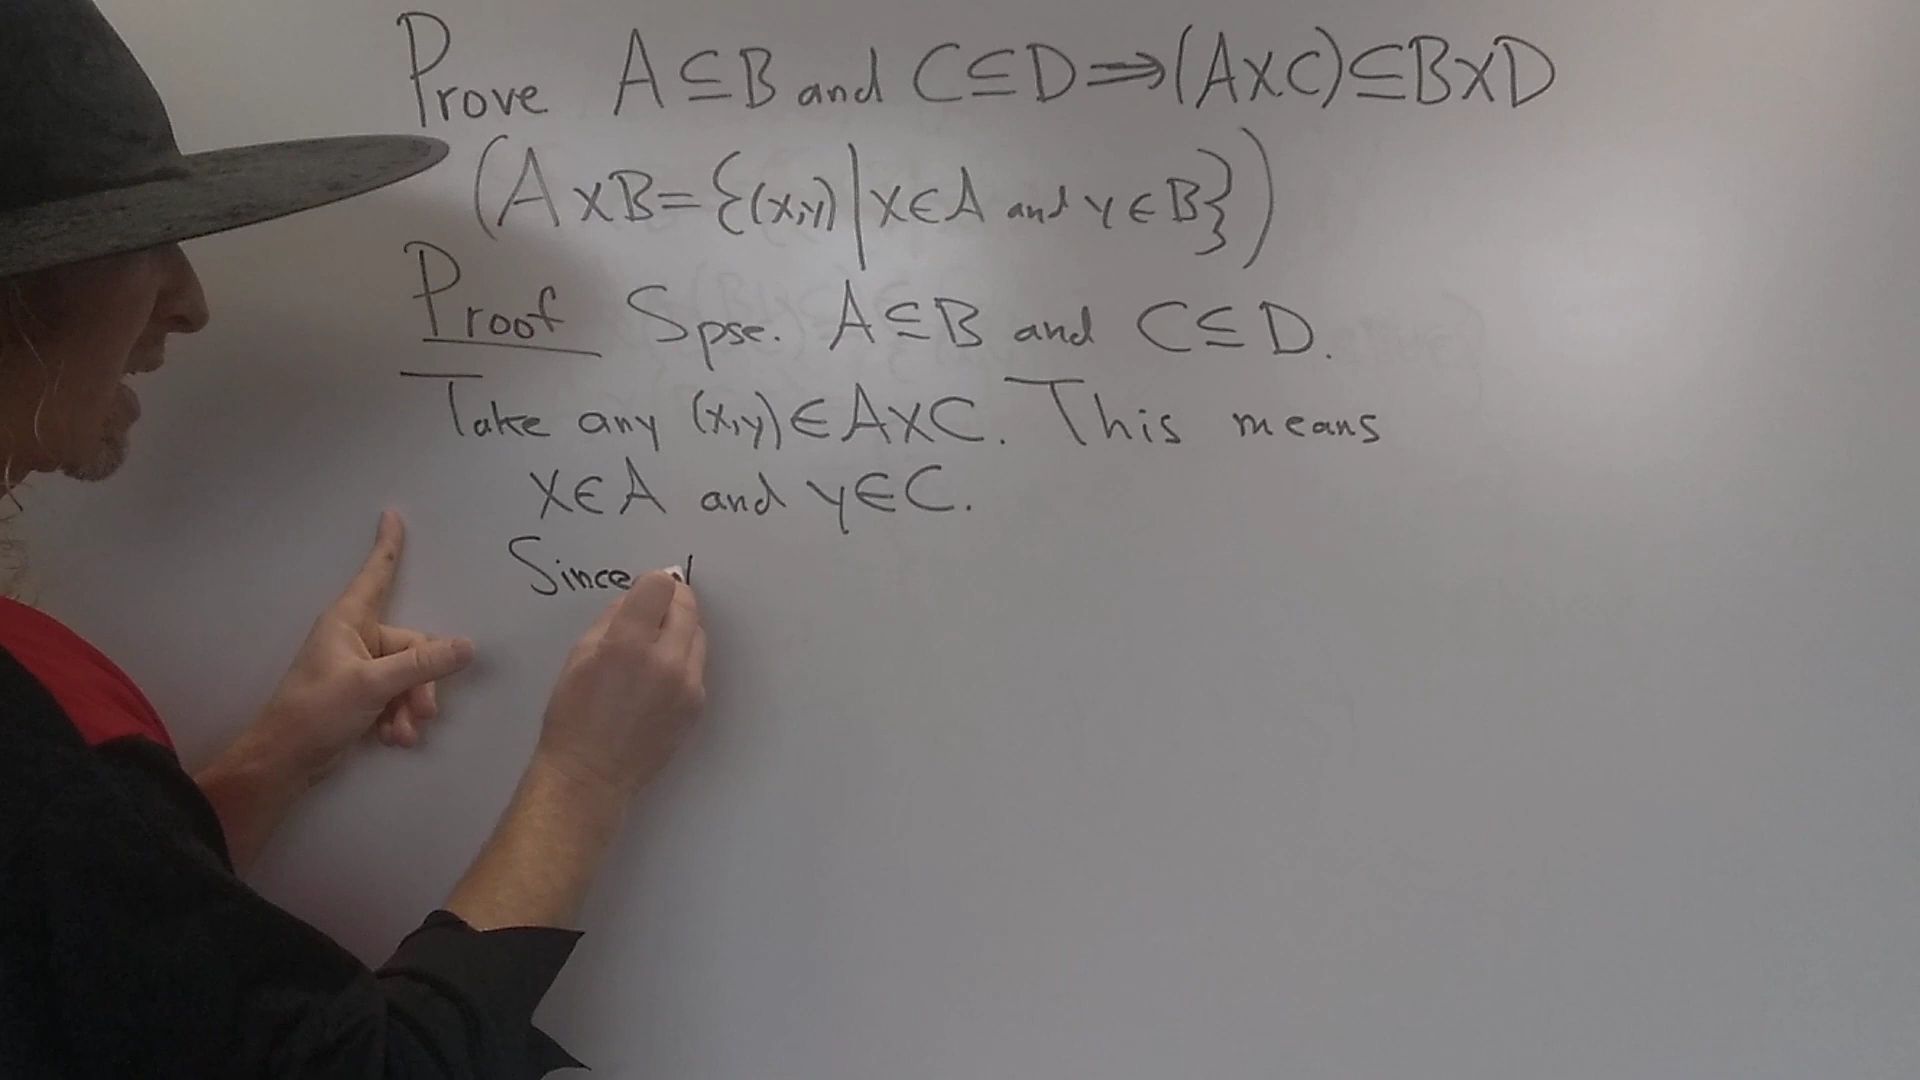 Prove A⊆B and C⊆D⇒(A×C)⊆B×D
(A×B={(x,y)|x∈A and y∈B})
Proof Spse. A⊆B and C⊆D.
Take any (x,y)∈A×C. This means
x∈A and y∈C.
Since